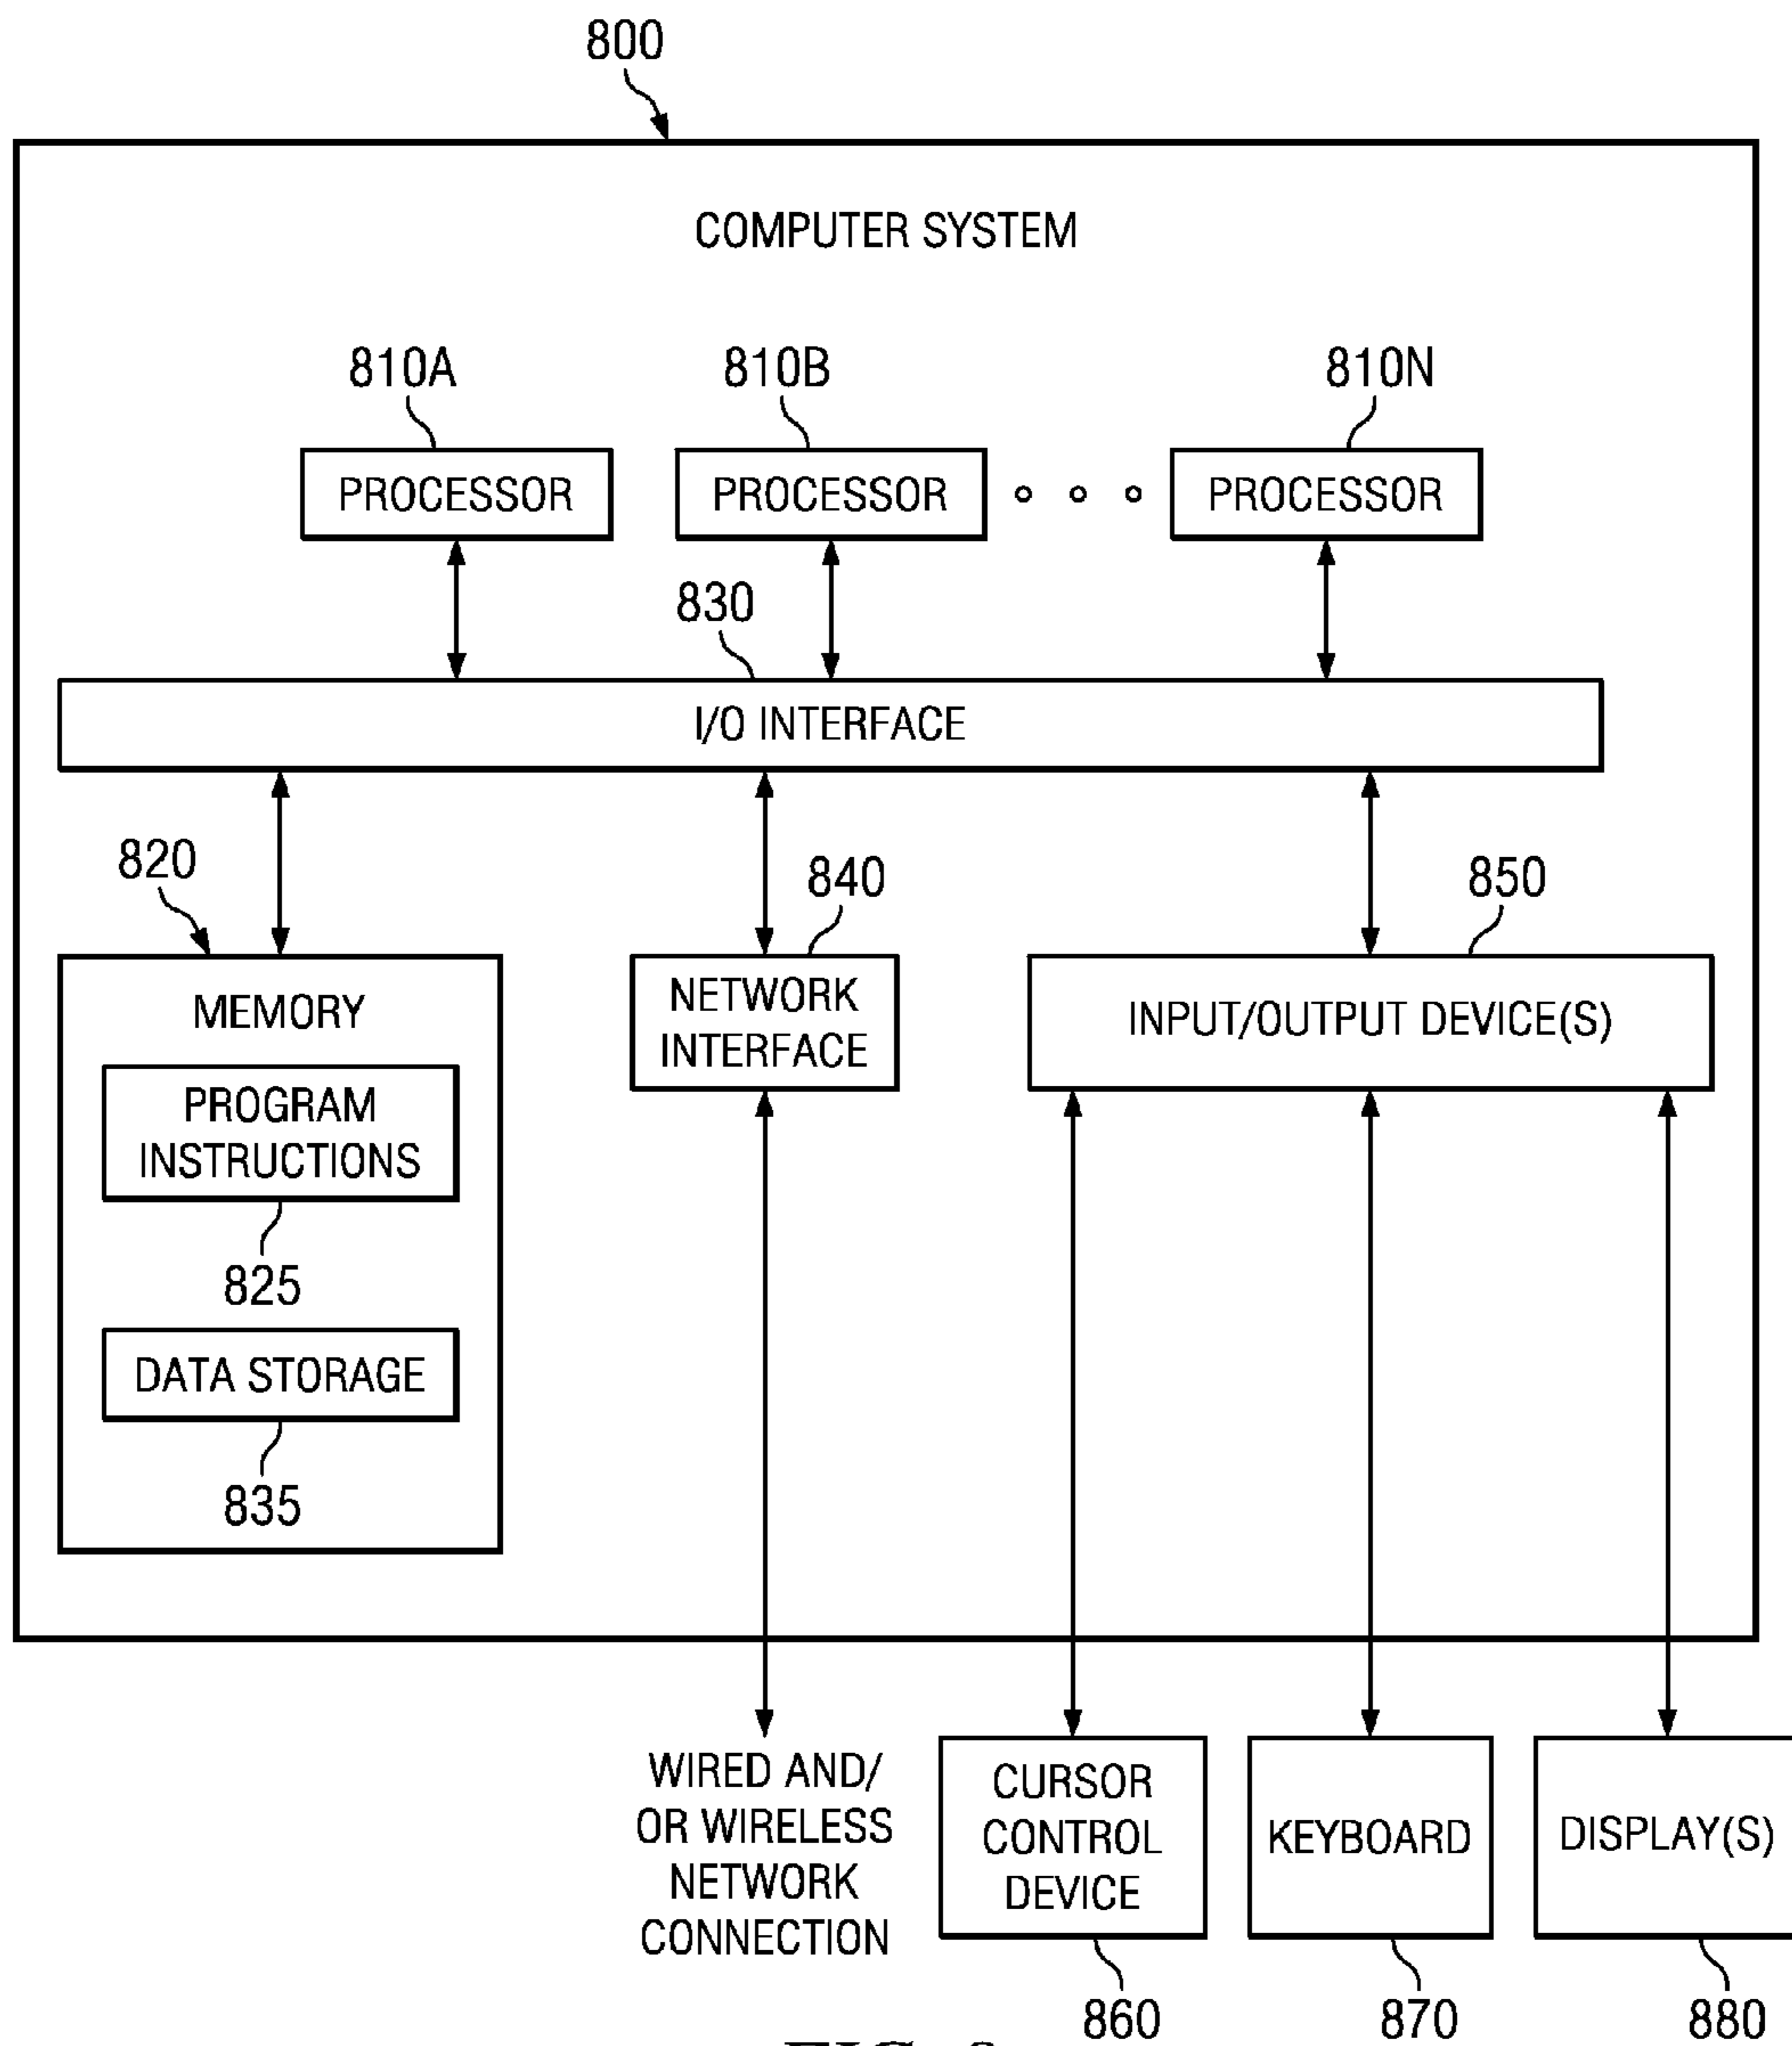 800
COMPUTER SYSTEM
810A
810B
810N
PROCESSOR
PROCESSOR
PROCESSOR
830
I/O INTERFACE
820
840
850
MEMORY
NETWORK
INTERFACE
INPUT/OUTPUT DEVICE(S)
PROGRAM
INSTRUCTIONS
825
DATA STORAGE
835
WIRED AND/
OR WIRELESS
NETWORK
CONNECTION
CURSOR
CONTROL
DEVICE
KEYBOARD
DISPLAY(S)
860
870
880